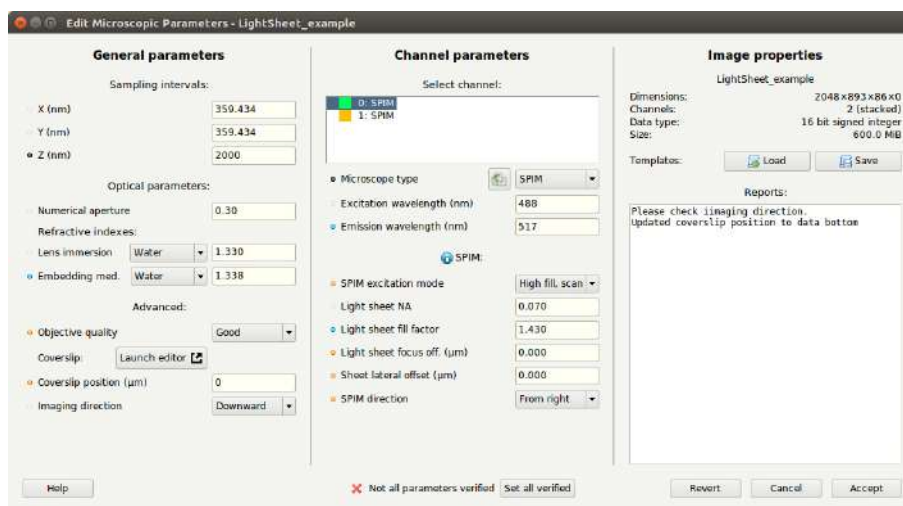 Edit Microscopic Parameters - LightSheet_example
General parameters
Sampling intervals:
X (nm) 359.434
Y (nm) 359.434
Z (nm) 2000
Optical parameters:
Numerical aperture 0.30
Refractive indexes:
Lens immersion Water 1.330
Embedding med. Water 1.338
Advanced:
Objective quality Good
Coverslip: Launch editor
Coverslip position (µm) 0
Imaging direction Downward
Channel parameters
Select channel:
0: SPIM
1: SPIM
Microscope type SPIM
Excitation wavelength (nm) 488
Emission wavelength (nm) 517
SPIM:
SPIM excitation mode High fill, scan
Light sheet NA 0.070
Light sheet fill factor 1.430
Light sheet focus off. (µm) 0.000
Sheet lateral offset (µm) 0.000
SPIM direction From right
Image properties
LightSheet_example
Dimensions: 2048×893×86×0
Channels: 2 (stacked)
Data type: 16 bit signed integer
Size: 600.0 MiB
Templates: Load Save
Reports:
Please check iimaging direction.
Updated coverslip position to data bottom
Help
Not all parameters verified Set all verified
Revert Cancel Accept